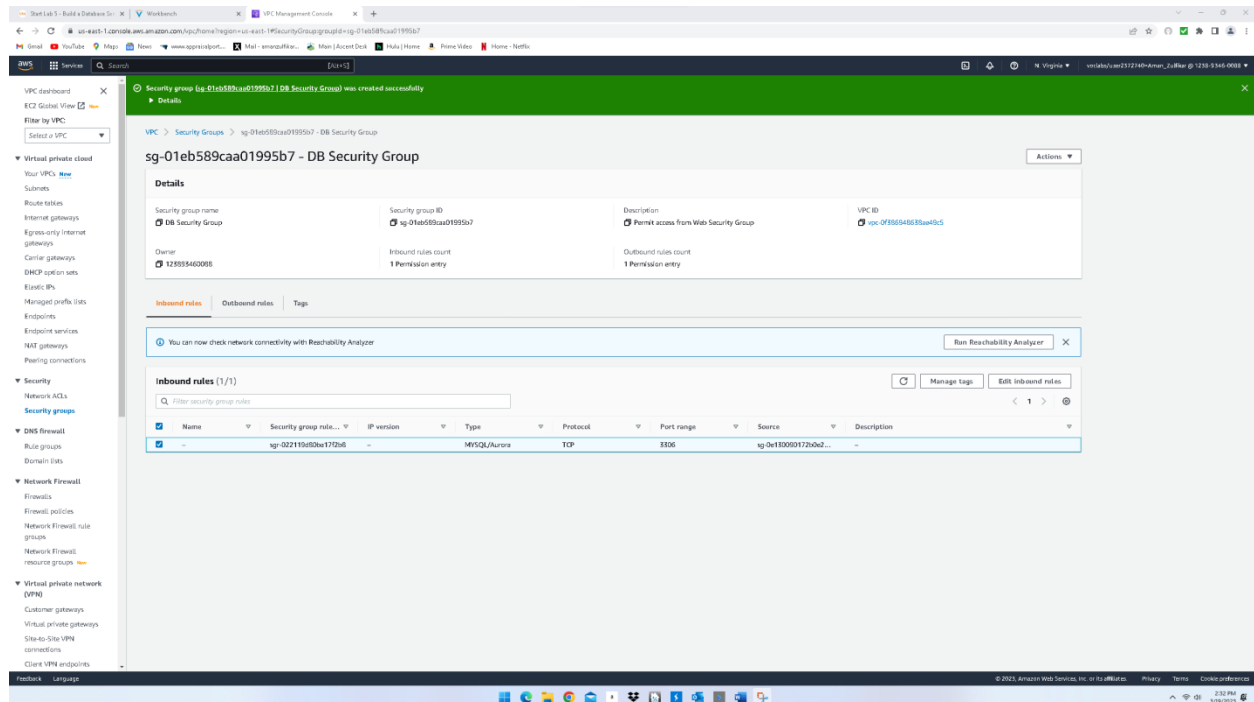 Start Lab 5 - Build a Database Ser
Workbench
VPC Management Console
us-east-1.console.aws.amazon.com/vpc/home?region=us-east-1#SecurityGroup:groupId=sg-01eb589caa01995b7
Gmail YouTube Maps News Main | Accent Desk Hulu | Home Prime Video Home - Netflix
aws Services Search [Alt+S] N. Virginia
VPC dashboard
EC2 Global View New
Filter by VPC:
Select a VPC
Virtual private cloud
Your VPCs New
Subnets
Route tables
Internet gateways
Egress-only internet
gateways
Carrier gateways
DHCP option sets
Elastic IPs
Managed prefix lists
Endpoints
Endpoint services
NAT gateways
Peering connections
Security
Network ACLs
Security groups
DNS firewall
Rule groups
Domain lists
Network Firewall
Firewalls
Firewall policies
Network Firewall rule
groups
Network Firewall
resource groups New
Virtual private network
(VPN)
Customer gateways
Virtual private gateways
Site-to-Site VPN
connections
Client VPN endpoints
Security group (sg-01eb589caa01995b7 | DB Security Group) was created successfully
Details
VPC > Security Groups > sg-01eb589caa01995b7 - DB Security Group
sg-01eb589caa01995b7 - DB Security Group
Actions
Details
Security group name Security group ID Description VPC ID
DB Security Group sg-01eb589caa01995b7 Permit access from Web Security Group
Owner Inbound rules count Outbound rules count
1 Permission entry 1 Permission entry
Inbound rules Outbound rules Tags
You can now check network connectivity with Reachability Analyzer Run Reachability Analyzer
Inbound rules (1/1) Manage tags Edit inbound rules
Filter security group rules 1
Name Security group rule... IP version Type Protocol Port range Source Description
– – MYSQL/Aurora TCP 3306 –
Feedback Language © 2023, Amazon Web Services, Inc. or its affiliates. Privacy Terms Cookie preferences
2:32 PM